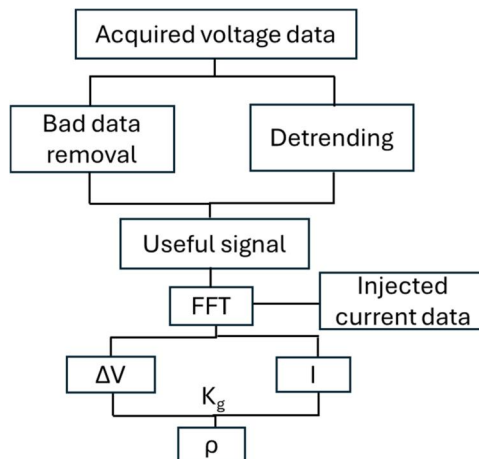 Acquired voltage data
Bad data
removal
Detrending
Useful signal
FFT
Injected
current data
ΔV
I
Kg
ρ